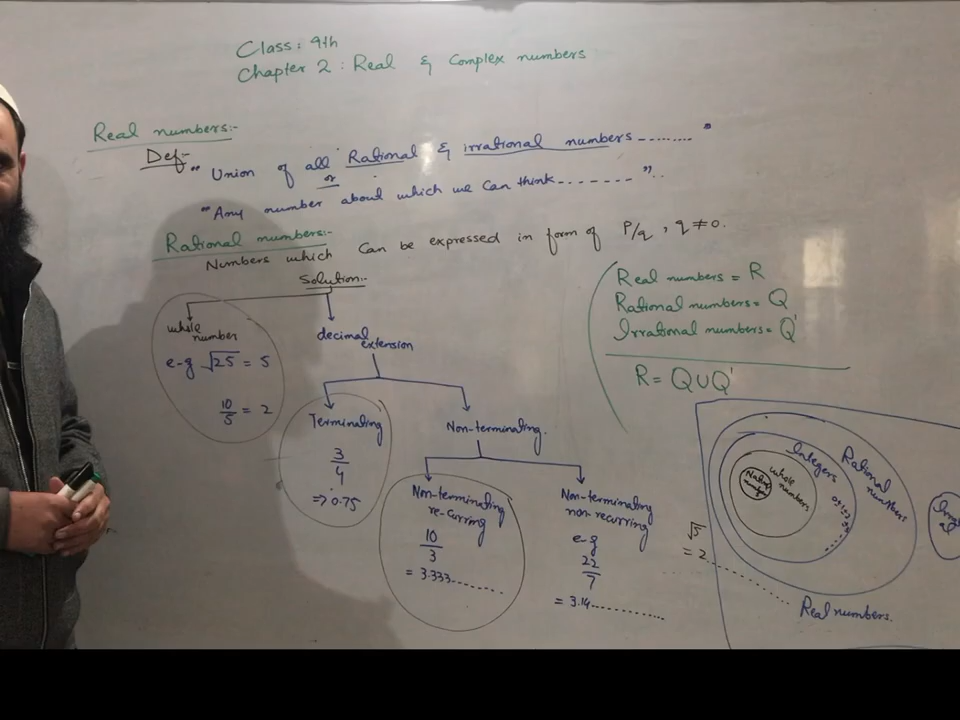 Class: 9th
Chapter 2: Real & Complex numbers
Real numbers:-
Def:- " Union of all Rational & irrational numbers ........."
or
"Any number about which we can think ......."..
Rational numbers:-
Numbers which can be expressed in form of P/q, q≠0.
Solution..
whole number
e-g √25 = 5
10/5 = 2
decimal extension
Terminating
3/4
⇒ 0.75
Non-terminating.
Non-terminating re-curring
10/3
= 3.333..........
Non-terminating non-recurring
e-g
22/7
= 3.14............
Real numbers = R
Rational numbers = Q
Irrational numbers = Q'
R = Q∪Q'
Rational numbers
Integers
whole numbers
√5
= 2..............
Real numbers.